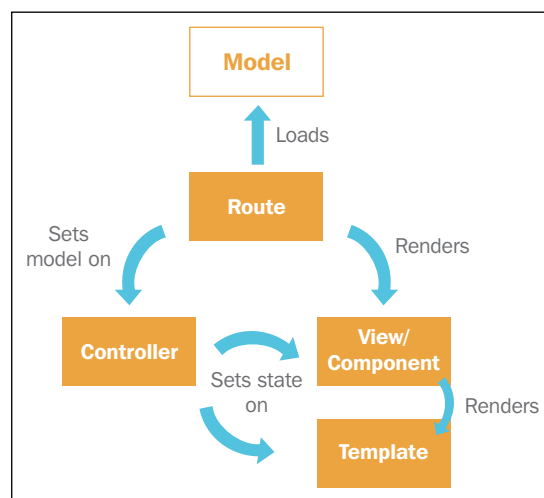 Model
Loads
Route
Sets
model on
Renders
Controller
View/
Component
Sets state
on
Renders
Template